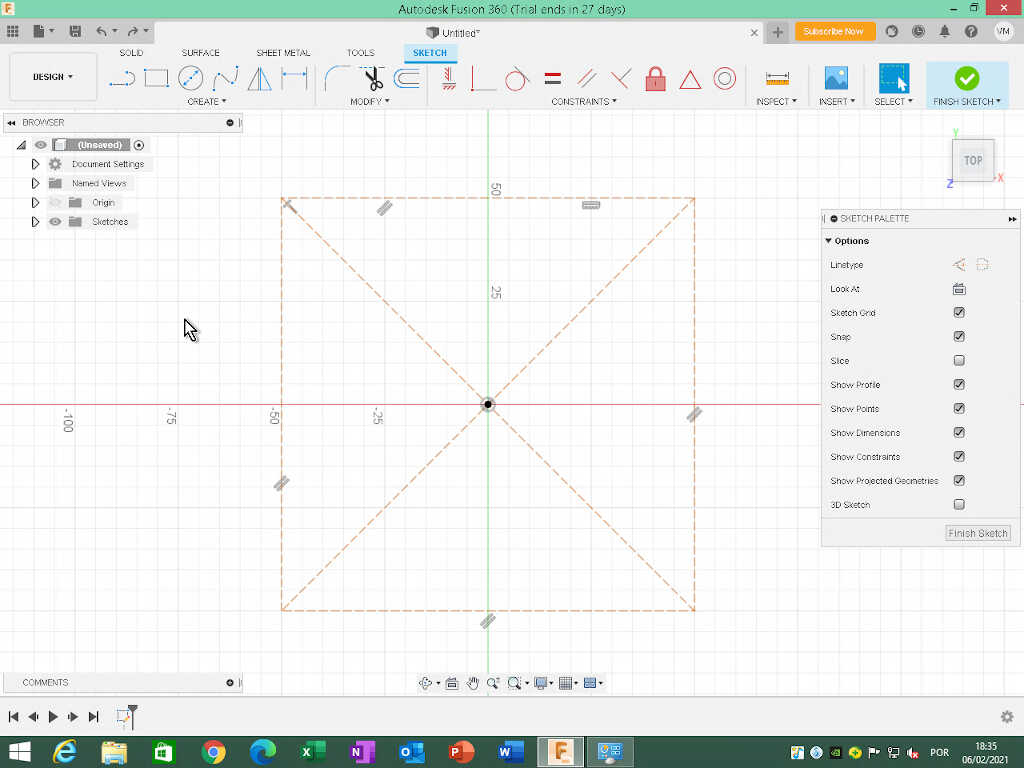 Autodesk Fusion 360 (Trial ends in 27 days)
Untitled*
Subscribe Now
VM
SOLID SURFACE SHEET METAL TOOLS SKETCH
DESIGN
CREATE MODIFY CONSTRAINTS INSPECT INSERT SELECT FINISH SKETCH
BROWSER
(Unsaved)
Document Settings
Named Views
Origin
Sketches
Y
TOP
X
Z
50
25
-100
-75
-50
-25
SKETCH PALETTE
Options
Linetype
Look At
Sketch Grid
Snap
Slice
Show Profile
Show Points
Show Dimensions
Show Constraints
Show Projected Geometries
3D Sketch
Finish Sketch
COMMENTS
POR
18:35
06/02/2021